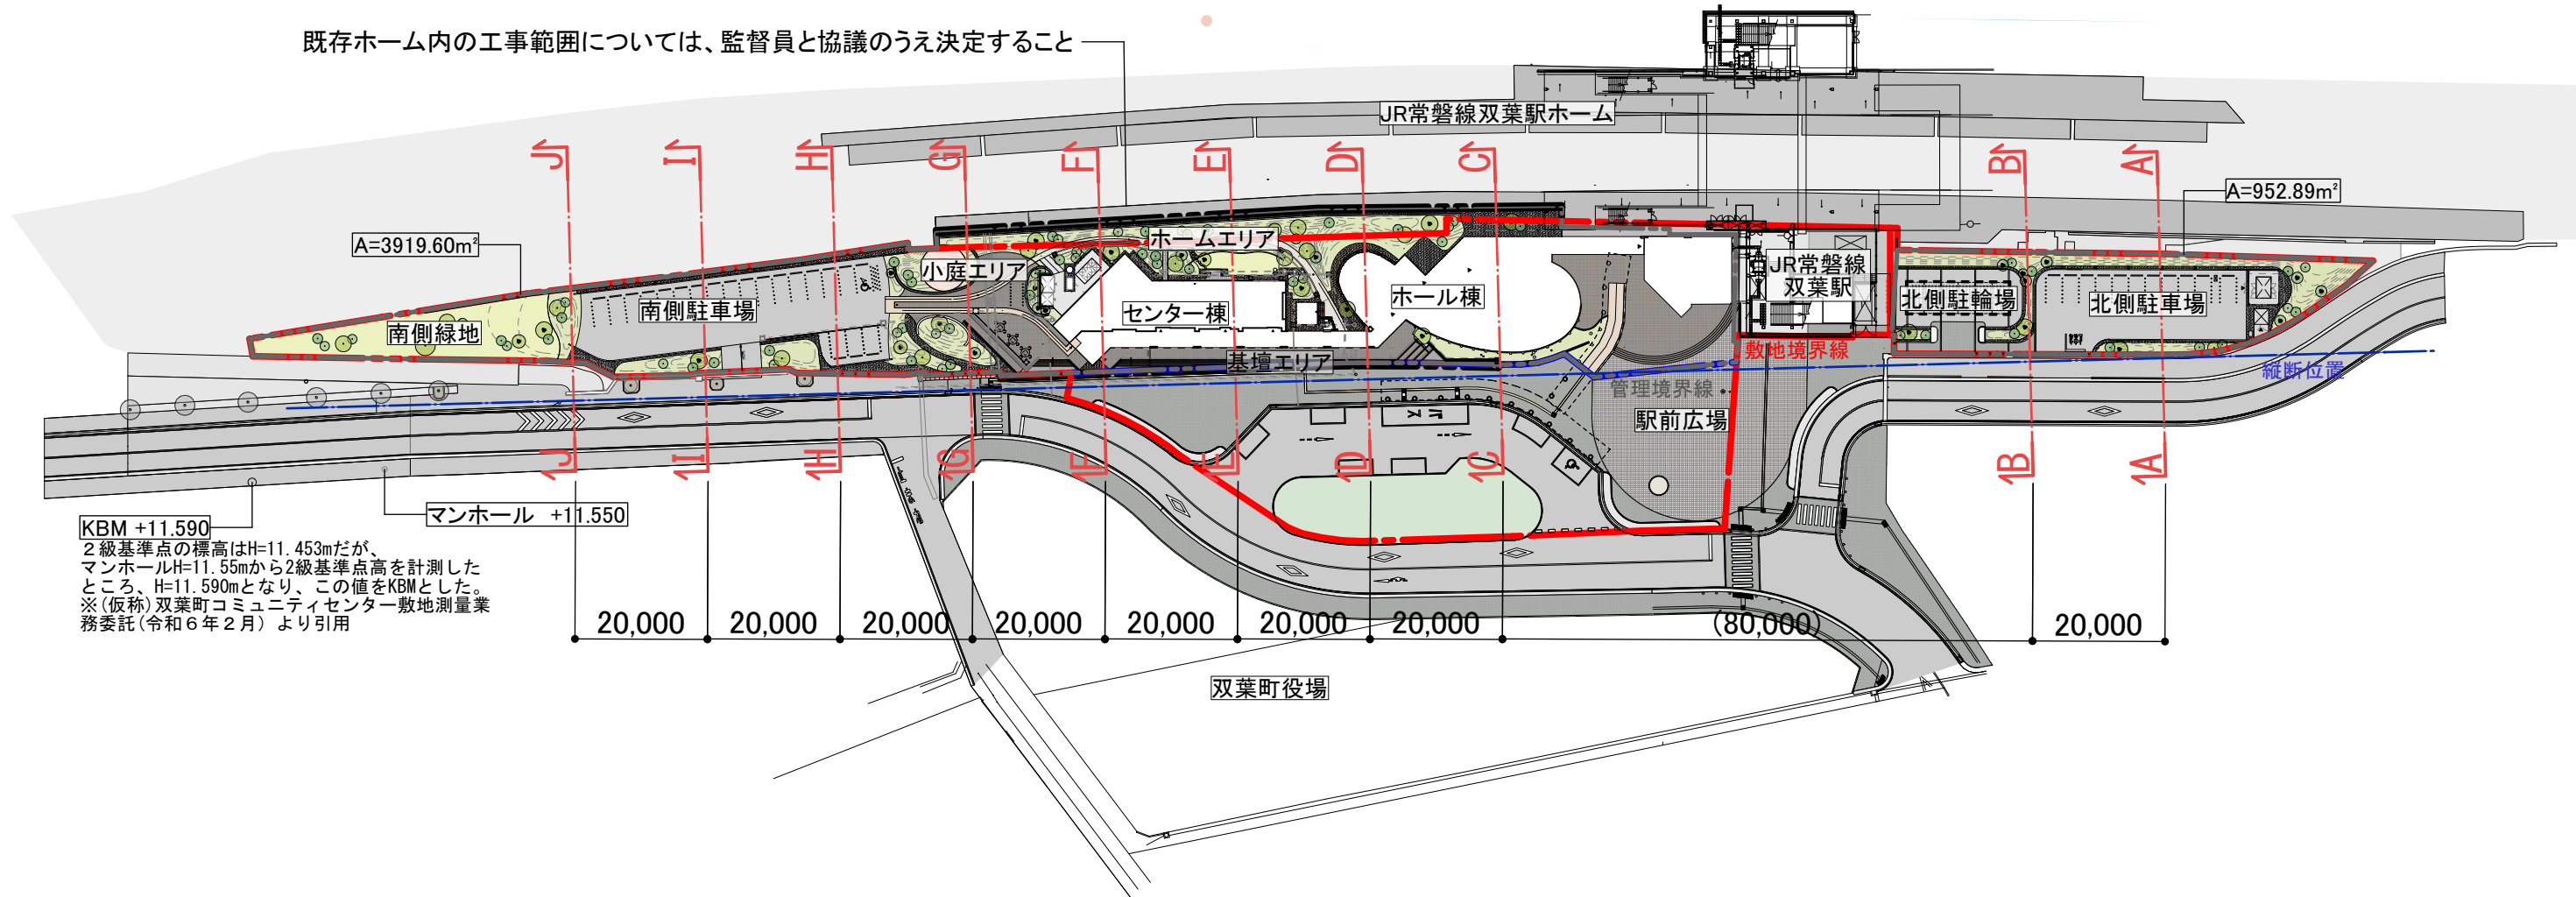 既存ホーム内の工事範囲については、監督員と協議のうえ決定すること
JR常磐線双葉駅ホーム
J
I
H
G
F
E
D
C
B
A
A=952.89㎡
A=3919.60㎡
ホームエリア
小庭エリア
JR常磐線
双葉駅
ホール棟
センター棟
北側駐輪場
北側駐車場
南側駐車場
南側緑地
敷地境界線
基壇エリア
縦断位置
管理境界線
駅前広場
J
I
H
G
F
E
D
C
B
A
マンホール +11.550
KBM +11.590
２級基準点の標高はH=11.453mだが、
マンホールH=11.55mから2級基準点高を計測した
ところ、H=11.590mとなり、この値をKBMとした。
※(仮称)双葉町コミュニティセンター敷地測量業
務委託(令和６年２月) より引用
20,000
20,000
20,000
20,000
20,000
20,000
20,000
(80,000)
20,000
双葉町役場